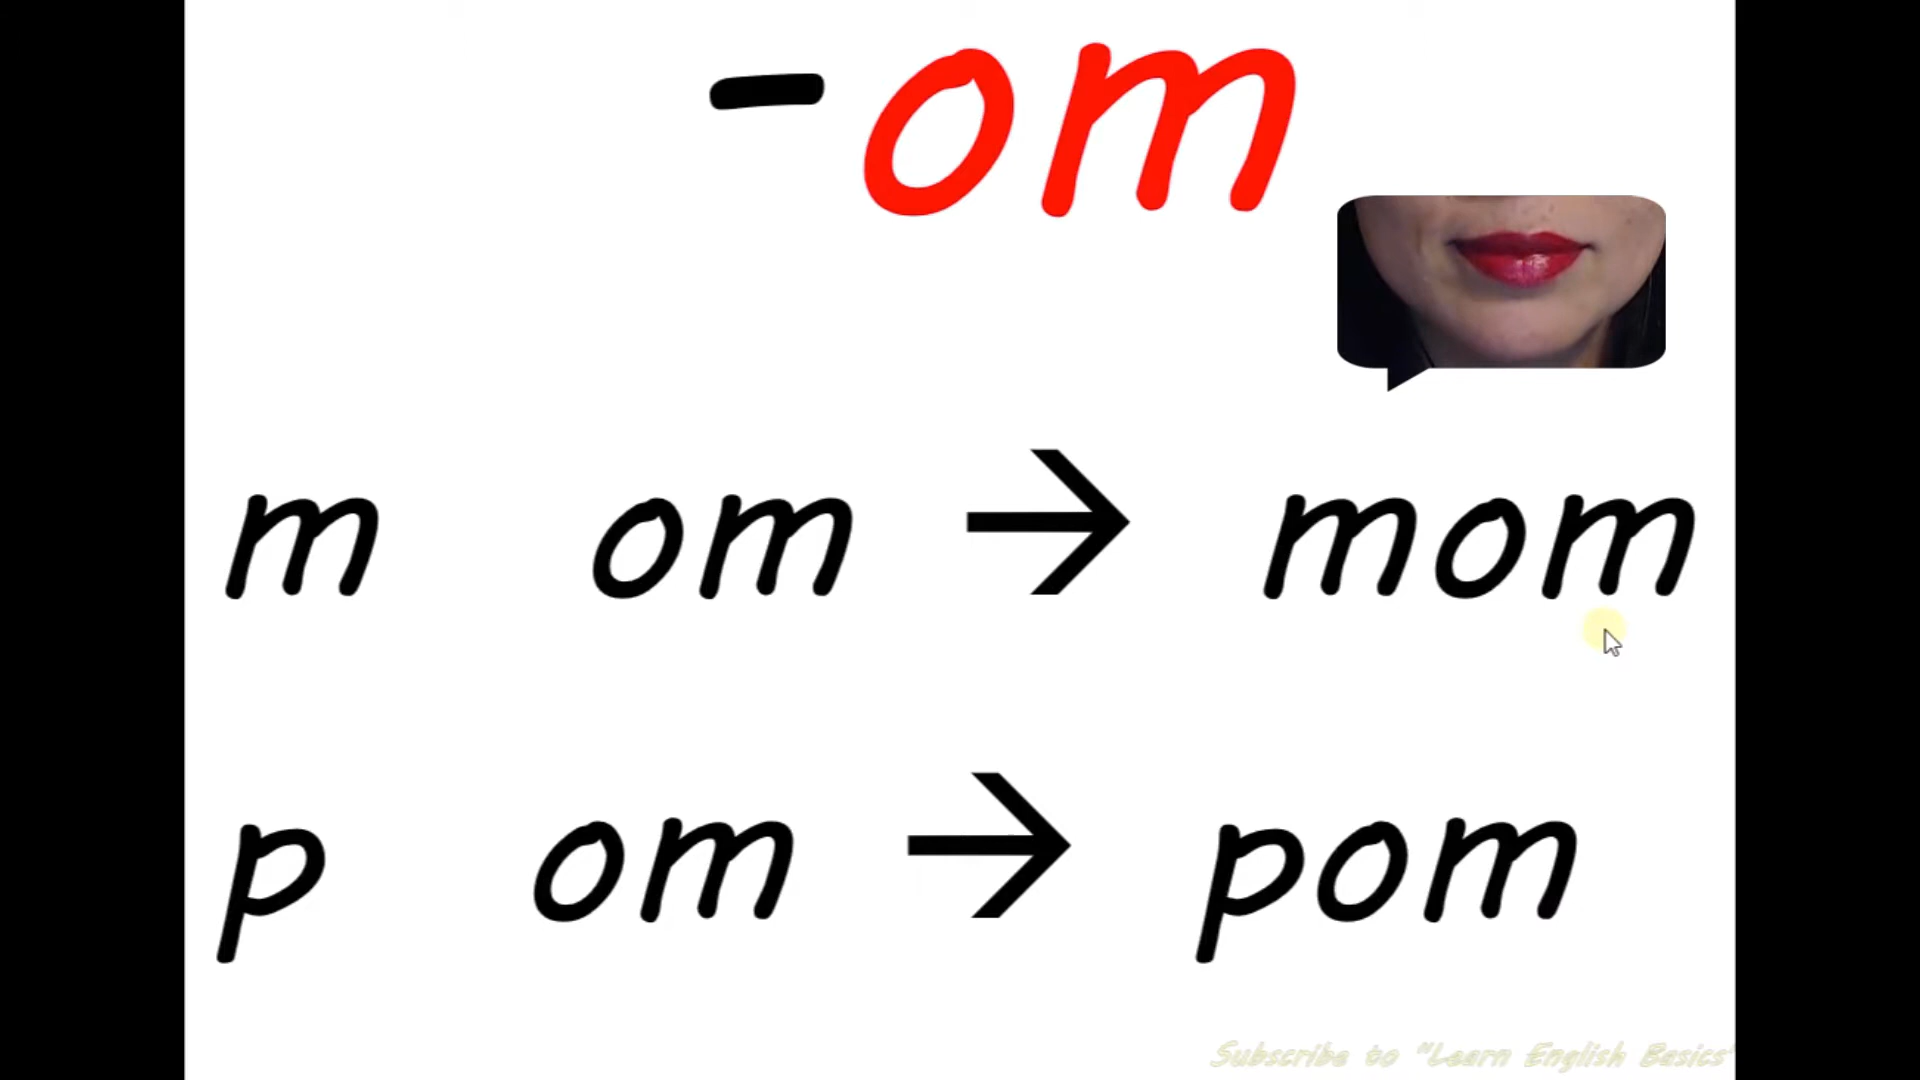 -om
m om → mom
p om → pom
Subscribe to "Learn English Basics"